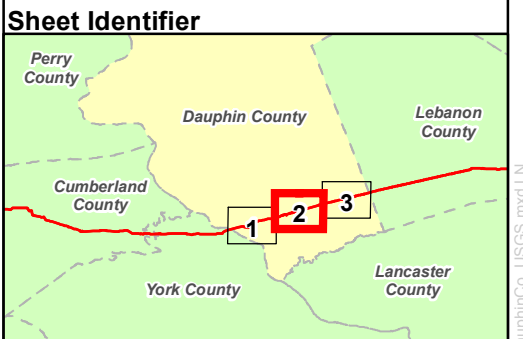 Sheet Identifier
Perry
County
Dauphin County
Lebanon
County
Cumberland
County
1
2
3
York County
Lancaster
County